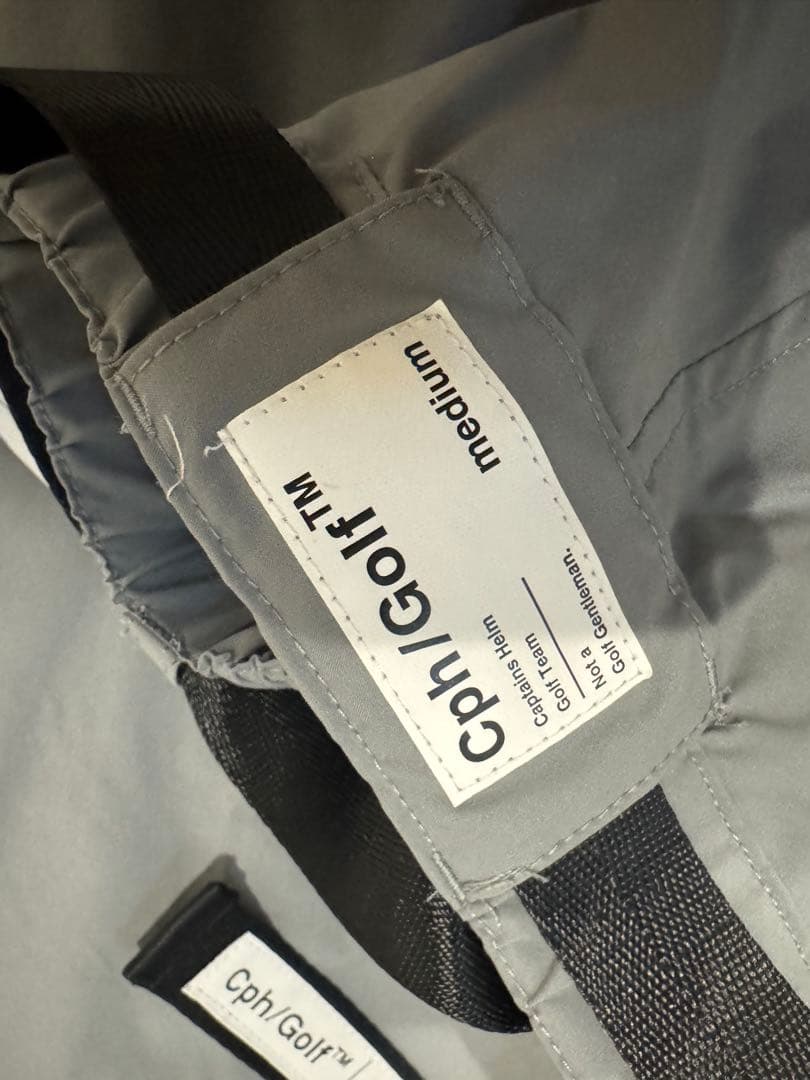 Cph/Golf™
medium
Captains Helm
Golf Team
Not a
Golf Gentleman.
Cph/Golf™